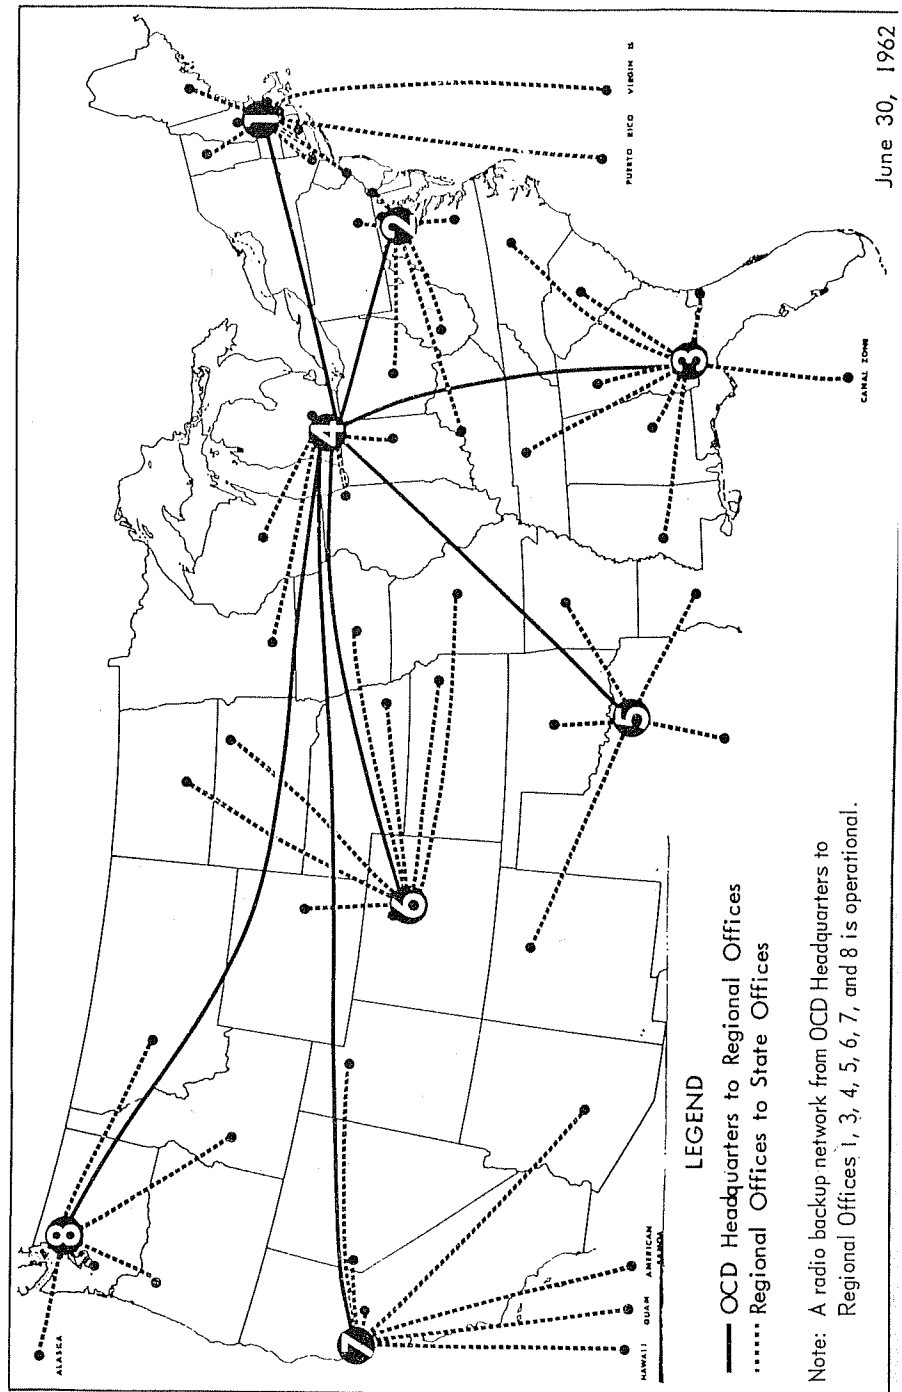 8
7
6
5
4
3
2
1
ALASKA
HAWAII
GUAM
AMERICAN
SAMOA
CANAL ZONE
PUERTO RICO
VIRGIN IS
LEGEND
OCD Headquarters to Regional Offices
Regional Offices to State Offices
Note: A radio backup network from OCD Headquarters to
Regional Offices 1, 3, 4, 5, 6, 7, and 8 is operational.
June 30, 1962